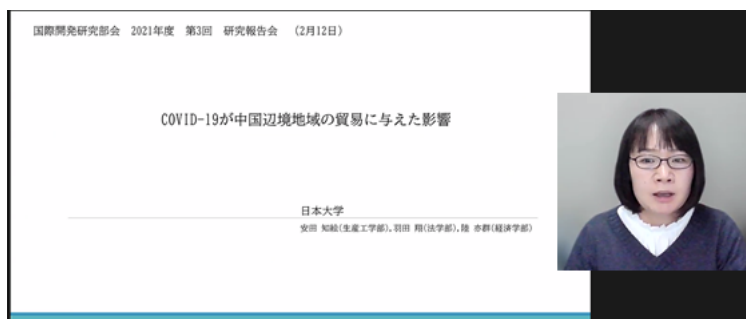 国際開発研究部会 2021年度 第3回 研究報告会 (2月12日)
COVID-19が中国辺境地域の貿易に与えた影響
日本大学
安田 知絵(生産工学部),羽田 翔(法学部),陸 亦群(経済学部)